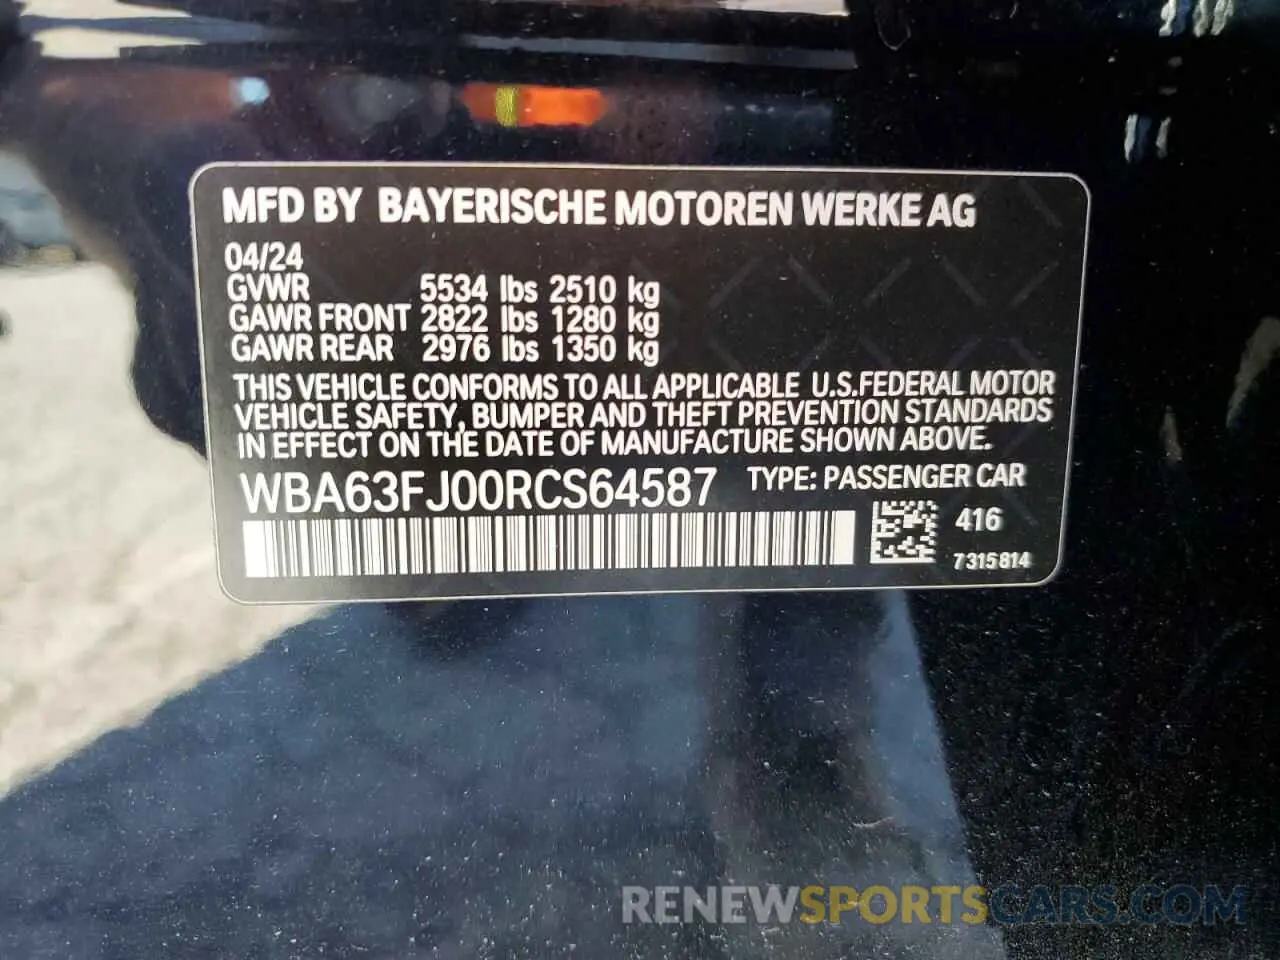 MFD BY BAYERISCHE MOTOREN WERKE AG
04/24
GVWR 5534 lbs 2510 kg
GAWR FRONT 2822 lbs 1280 kg
GAWR REAR 2976 lbs 1350 kg
THIS VEHICLE CONFORMS TO ALL APPLICABLE U.S.FEDERAL MOTOR
VEHICLE SAFETY, BUMPER AND THEFT PREVENTION STANDARDS
IN EFFECT ON THE DATE OF MANUFACTURE SHOWN ABOVE.
WBA63FJ00RCS64587 TYPE: PASSENGER CAR
416
7315814
RENEWSPORTSCARS.COM